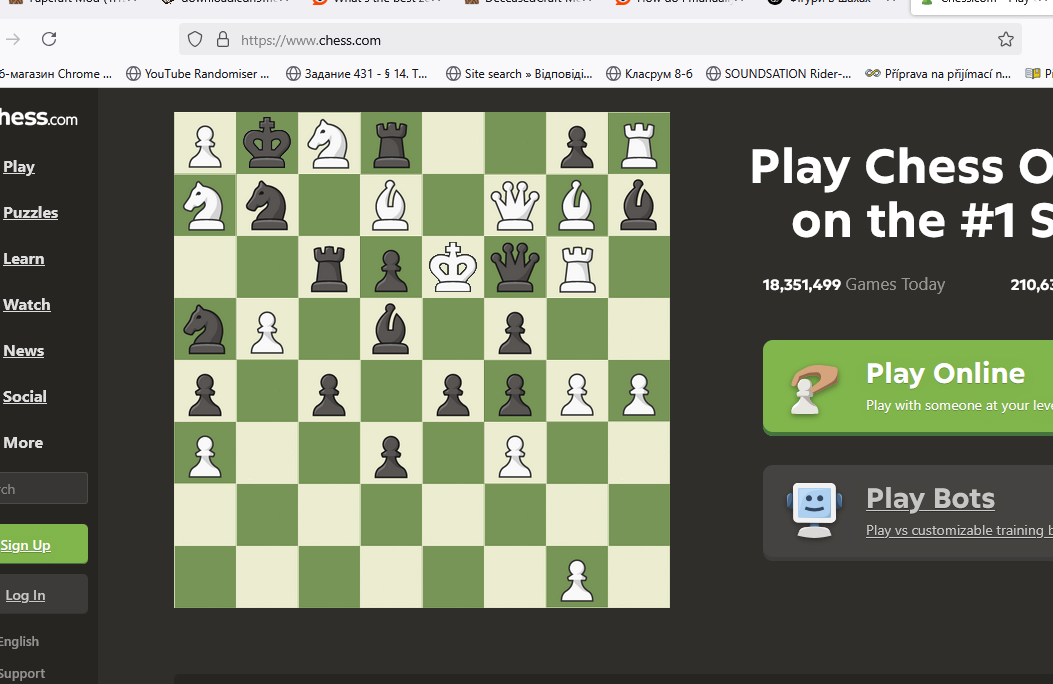 https://www.chess.com
б-магазин Chrome ... YouTube Randomiser ... Задание 431 - § 14. Т... Site search » Відповіді... Класрум 8-б SOUNDSATION Rider-... Příprava na přijímací n...
hess.com
Play
Puzzles
Learn
Watch
News
Social
More
rch
Sign Up
Log In
English
Support
Play Chess O
on the #1 S
18,351,499 Games Today 210,63
Play Online
Play with someone at your leve
Play Bots
Play vs customizable training b